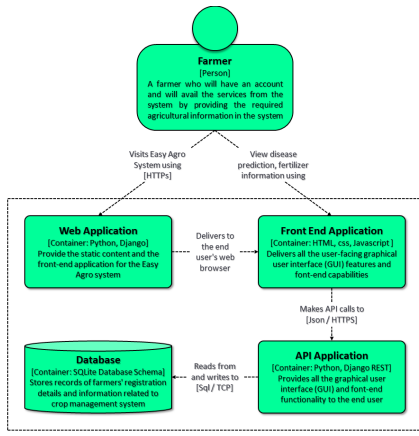 Farmer
[Person]
A farmer who will have an account
and will avail the services from the
system by providing the required
agricultural information in the system
Visits Easy Agro
System using
[HTTPs]
View disease
prediction, fertilizer
information using
Web Application
[Container: Python, Django]
Provide the static content and the
front-end application for the Easy
Agro system
Delivers to
the end
user's web
browser
Front End Application
[Container: HTML, css, Javascript ]
Delivers all the user-facing graphical
user interface (GUI) features and
font-end capabilities
Makes API calls to
[Json / HTTPS]
Database
[Container: SQLite Database Schema]
Stores records of farmers' registration
details and information related to
crop management system
Reads from
and writes to
[Sql / TCP]
API Application
[Container: Python, Django REST]
Provides all the graphical user
interface (GUI) and font-end
functionality to the end user